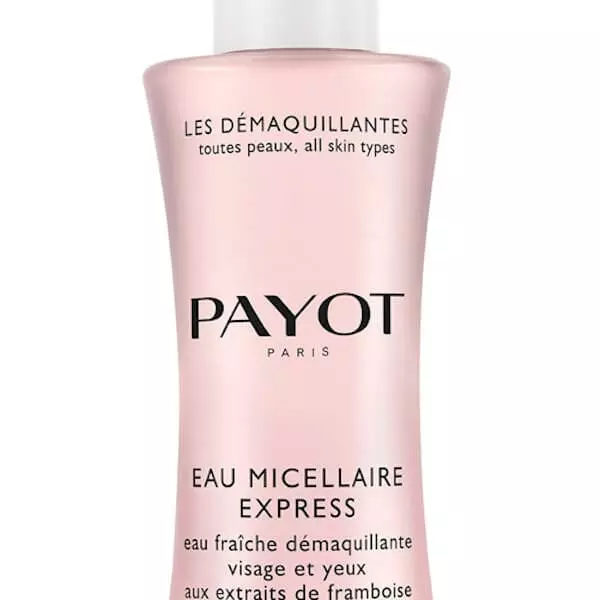 LES DÉMAQUILLANTES
toutes peaux, all skin types
PAYOT
PARIS
EAU MICELLAIRE
EXPRESS
eau fraîche démaquillante
visage et yeux
aux extraits de framboise